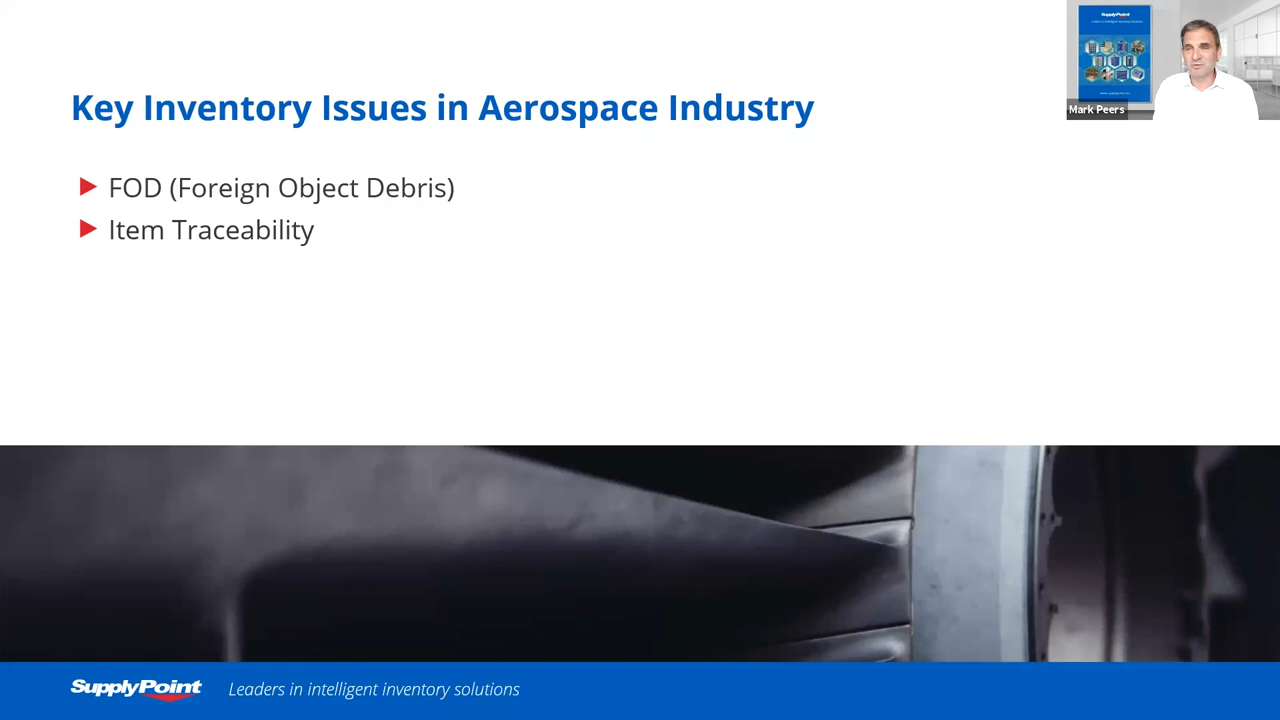 Key Inventory Issues in Aerospace Industry
FOD (Foreign Object Debris)
Item Traceability
SupplyPoint
Mark Peers
SupplyPoint
Leaders in intelligent inventory solutions